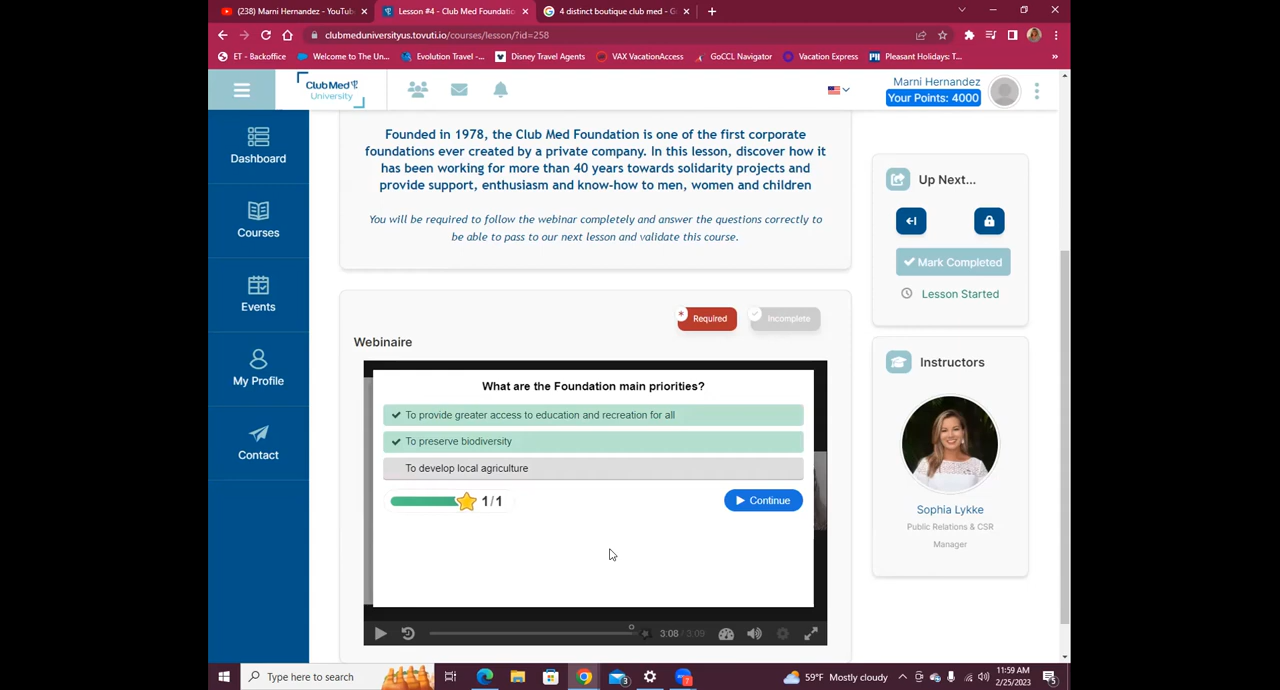 (238) Marni Hernandez - YouTube
Lesson #4 - Club Med Foundation
4 distinct boutique club med - G
clubmeduniversityus.tovuti.io/courses/lesson/?id=258
ET - Backoffice
Welcome to The Un...
Evolution Travel -...
Disney Travel Agents
VAX VacationAccess
GoCCL Navigator
Vacation Express
Pleasant Holidays: T...
Club Med
University
Marni Hernandez
Your Points: 4000
Dashboard
Courses
Events
My Profile
Contact
Founded in 1978, the Club Med Foundation is one of the first corporate
foundations ever created by a private company. In this lesson, discover how it
has been working for more than 40 years towards solidarity projects and
provide support, enthusiasm and know-how to men, women and children
You will be required to follow the webinar completely and answer the questions correctly to
be able to pass to our next lesson and validate this course.
Required
Incomplete
Webinaire
What are the Foundation main priorities?
To provide greater access to education and recreation for all
To preserve biodiversity
To develop local agriculture
1/1
Continue
3:08 / 3:09
Up Next...
Mark Completed
Lesson Started
Instructors
Sophia Lykke
Public Relations & CSR
Manager
Type here to search
59°F Mostly cloudy
11:59 AM
2/25/2023